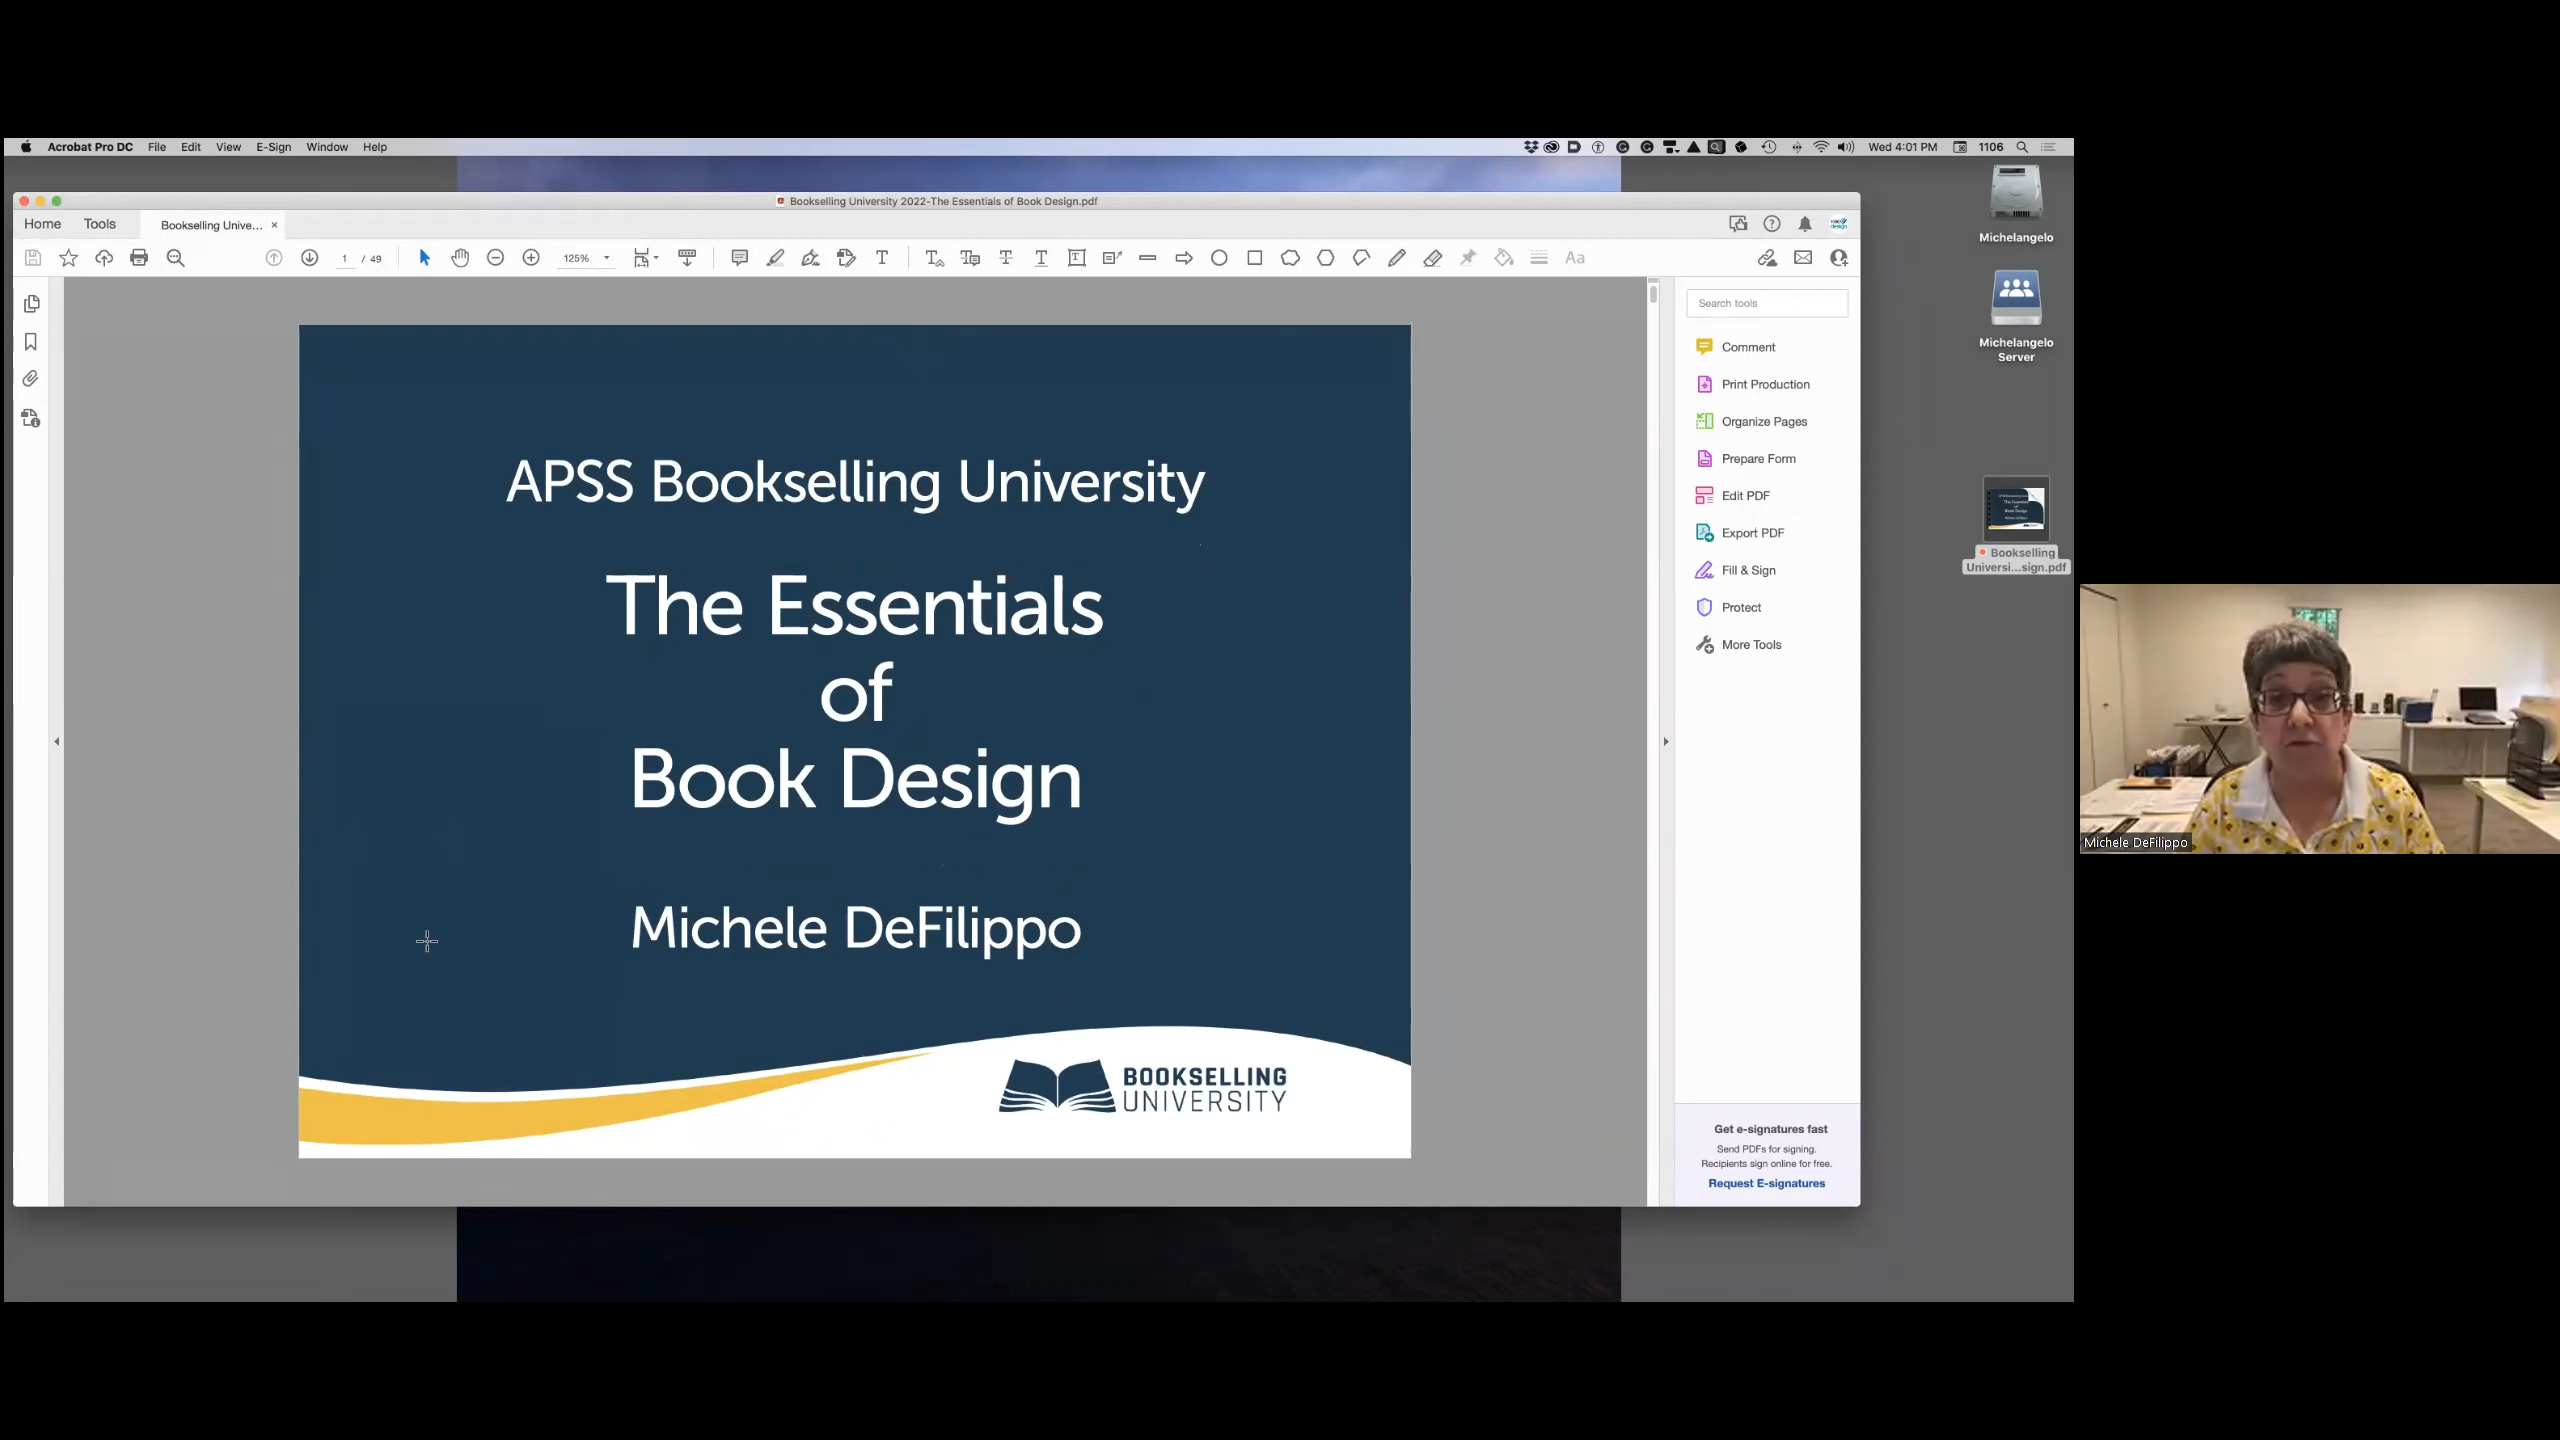 Acrobat Pro DC File Edit View E-Sign Window Help
Wed 4:01 PM 1106
Bookselling University 2022-The Essentials of Book Design.pdf
Home Tools Bookselling Unive...
1 / 49 125% Aa
Search tools
Comment
Print Production
Organize Pages
Prepare Form
Edit PDF
Export PDF
Fill & Sign
Protect
More Tools
Get e-signatures fast
Send PDFs for signing.
Recipients sign online for free.
Request E-signatures
APSS Bookselling University
The Essentials
of
Book Design
Michele DeFilippo
BOOKSELLING
UNIVERSITY
Michelangelo
Michelangelo
Server
Bookselling
Universi...sign.pdf
Michele DeFilippo